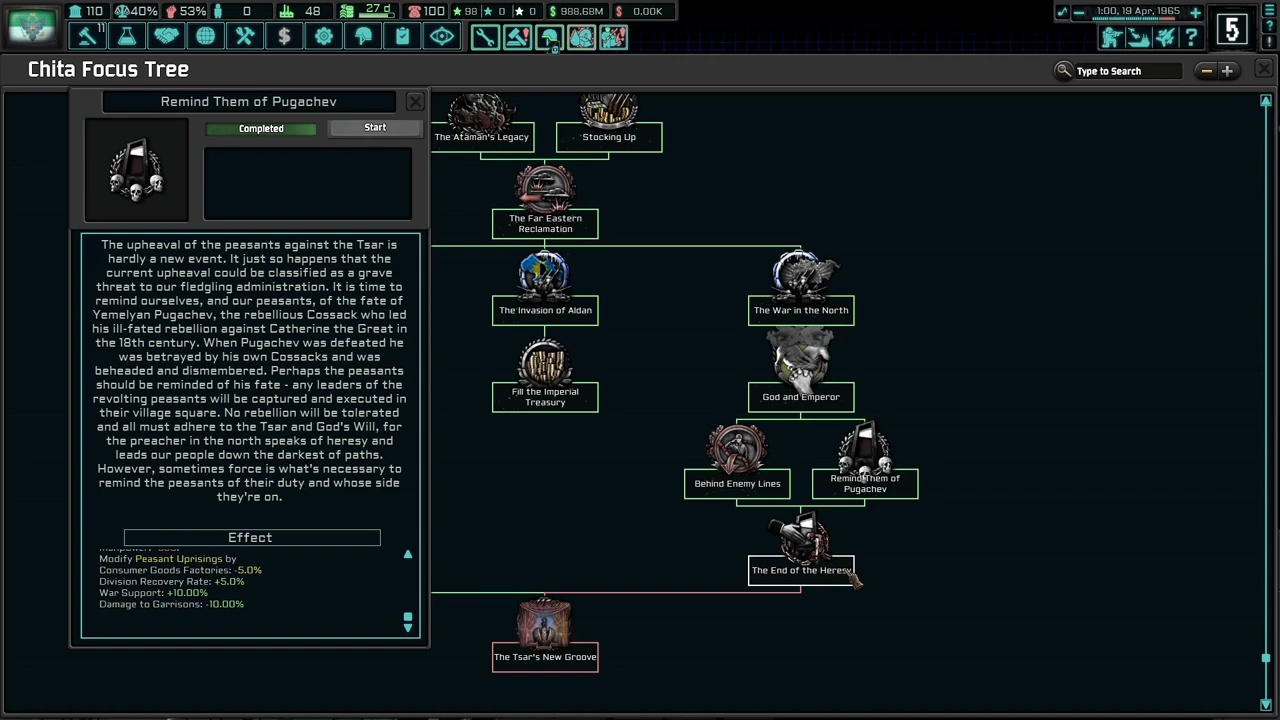 110
40%
53%
0
48
27 d
100
98
0
0
$988.68M
0.00K
1:00, 19 Apr, 1965
5
11
Chita Focus Tree
Type to Search
Remind Them of Pugachev
Completed
Start
The upheaval of the peasants against the Tsar is
hardly a new event. It just so happens that the
current upheaval could be classified as a grave
threat to our fledgling administration. It is time to
remind ourselves, and our peasants, of the fate of
Yemelyan Pugachev, the rebellious Cossack who led
his ill-fated rebellion against Catherine the Great in
the 18th century. When Pugachev was defeated he
was betrayed by his own Cossacks and was
beheaded and dismembered. Perhaps the peasants
should be reminded of his fate - any leaders of the
revolting peasants will be captured and executed in
their village square. No rebellion will be tolerated
and all must adhere to the Tsar and God's Will, for
the preacher in the north speaks of heresy and
leads our people down the darkest of paths.
However, sometimes force is what's necessary to
remind the peasants of their duty and whose side
they're on.
Effect
Modify Peasant Uprisings by
Consumer Goods Factories: -5.0%
Division Recovery Rate: +5.0%
War Support: +10.00%
Damage to Garrisons: -10.00%
The Ataman's Legacy
Stocking Up
The Far Eastern
Reclamation
The Invasion of Aldan
The War in the North
Fill the Imperial
Treasury
God and Emperor
Behind Enemy Lines
Remind Them of
Pugachev
The End of the Heresy
The Tsar's New Groove